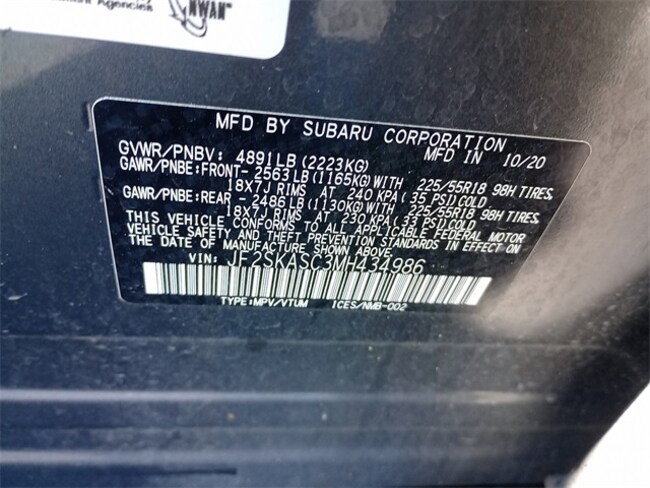 Agencies NWAN™
MFD BY SUBARU CORPORATION
GVWR/PNBV: 4891LB(2223KG) MFD IN 10/20
GAWR/PNBE:FRONT- 2563LB(1165KG)WITH 225/55R18 98H TIRES,
18X7J RIMS AT 240 KPA( 35 PSI)COLD
GAWR/PNBE:REAR - 2486LB(1130KG)WITH 225/55R18 98H TIRES,
18X7J RIMS AT 230 KPA( 33 PSI)COLD
THIS VEHICLE CONFORMS TO ALL APPLICABLE FEDERAL MOTOR
VEHICLE SAFETY AND THEFT PREVENTION STANDARDS IN EFFECT ON
THE DATE OF MANUFACTURE SHOWN ABOVE.
VIN: JF2SKASC3MH434986
TYPE:MPV/VTUM ICES/NMB-002